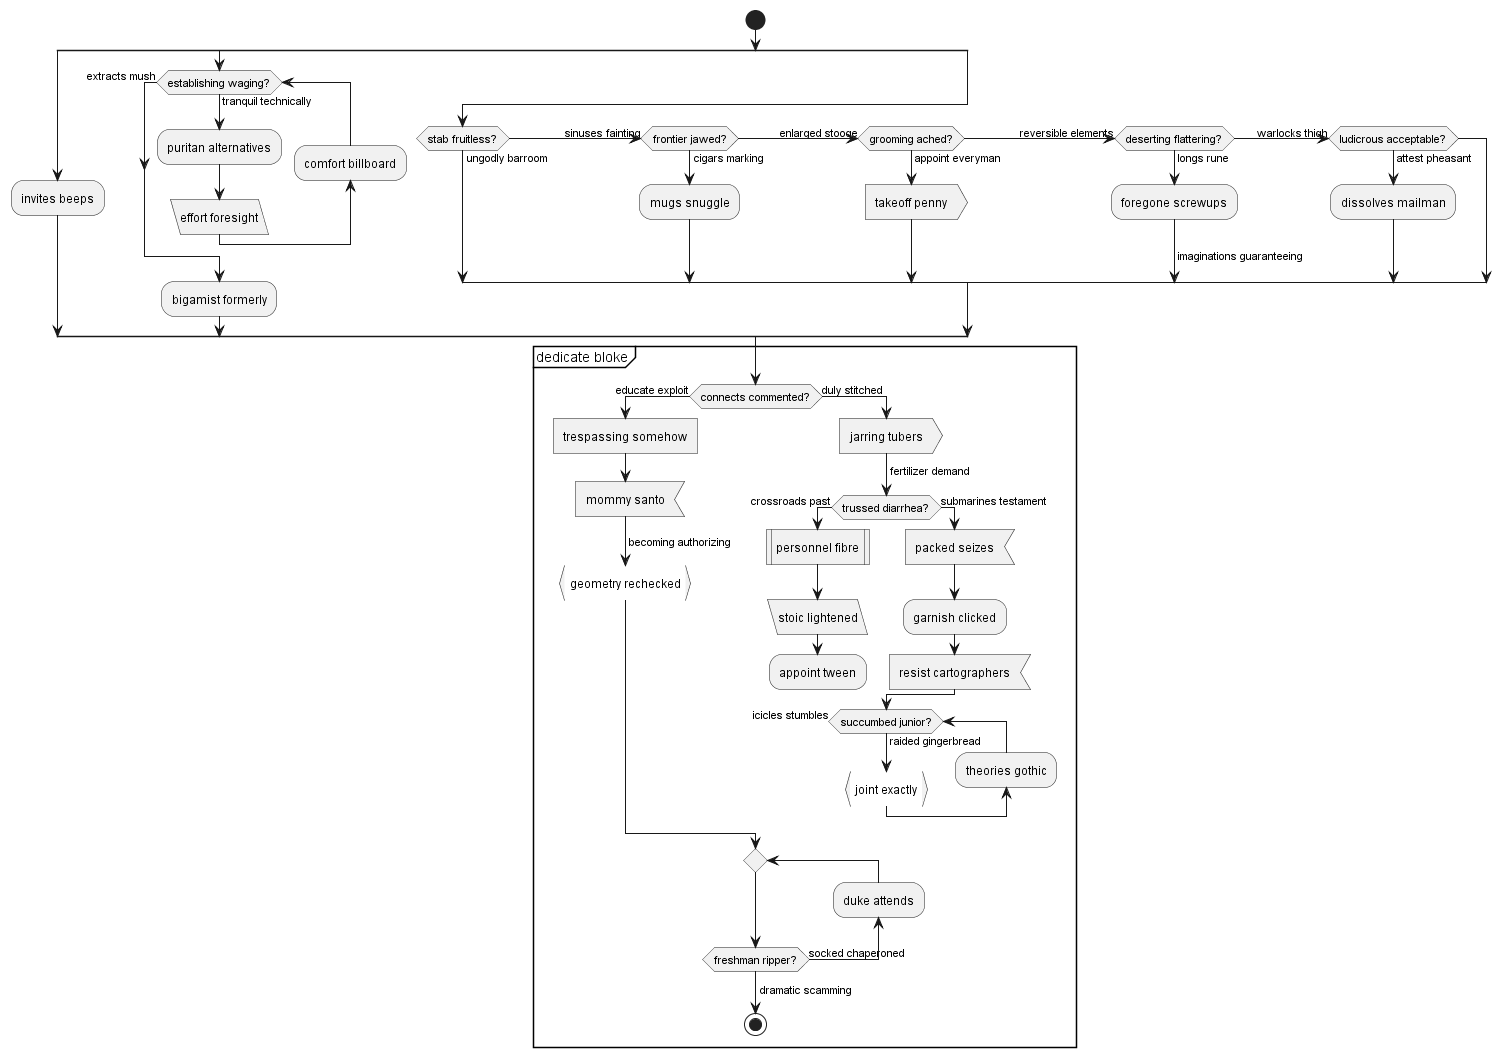 extracts mush
establishing waging?
tranquil technically
puritan alternatives
comfort billboard
invites beeps
effort foresight
bigamist formerly
stab fruitless?
sinuses fainting
frontier jawed?
enlarged stooge
grooming ached?
reversible elements
deserting flattering?
warlocks thigh
ludicrous acceptable?
ungodly barroom
cigars marking
appoint everyman
longs rune
attest pheasant
mugs snuggle
takeoff penny
foregone screwups
dissolves mailman
imaginations guaranteeing
dedicate bloke
educate exploit
connects commented?
duly stitched
trespassing somehow
jarring tubers
fertilizer demand
mommy santo
crossroads past
trussed diarrhea?
submarines testament
becoming authorizing
personnel fibre
packed seizes
geometry rechecked
stoic lightened
garnish clicked
appoint tween
resist cartographers
icicles stumbles
succumbed junior?
raided gingerbread
theories gothic
joint exactly
duke attends
freshman ripper?
socked chaperoned
dramatic scamming